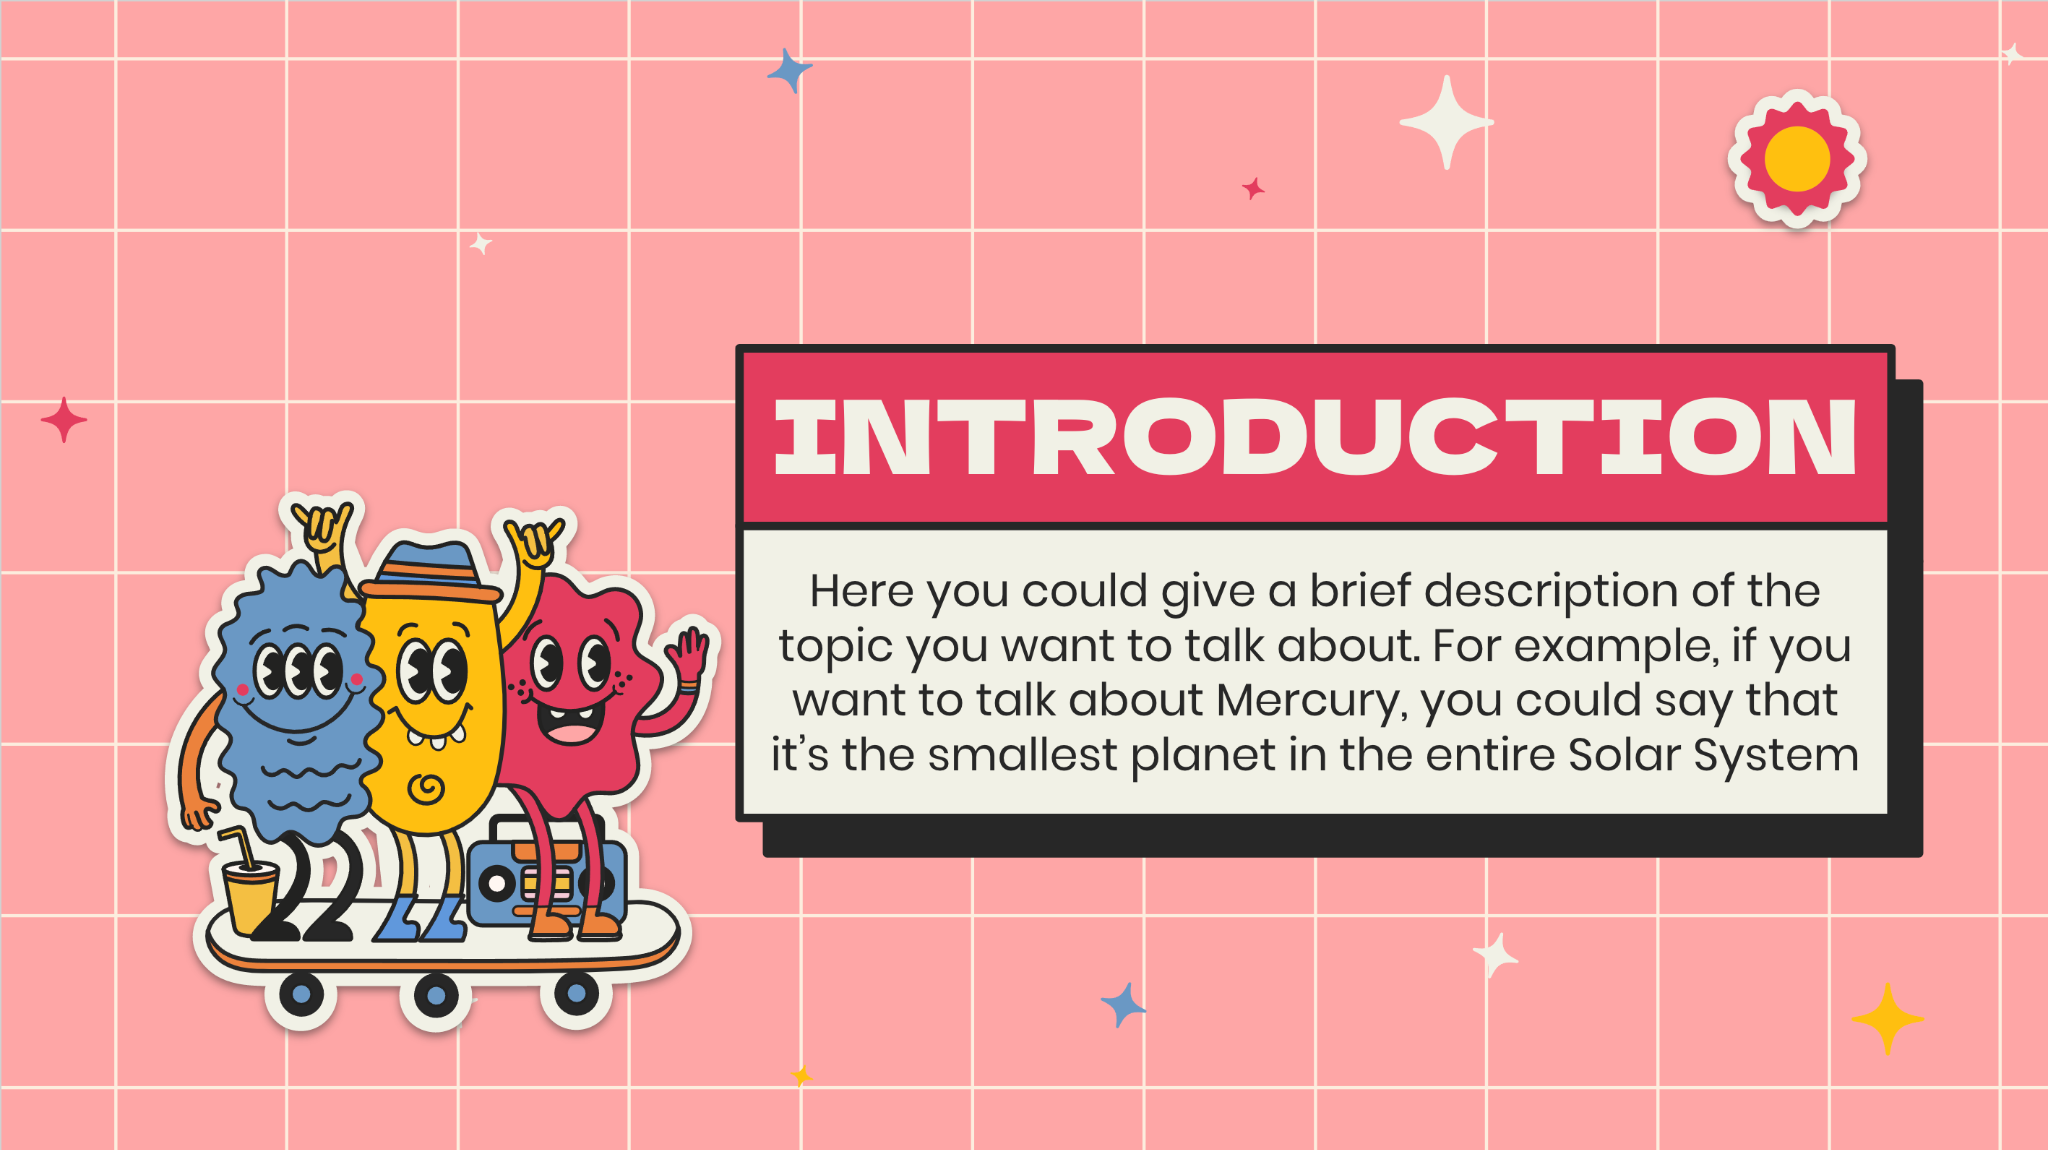 INTRODUCTION
Here you could give a brief description of the
topic you want to talk about. For example, if you
want to talk about Mercury, you could say that
it’s the smallest planet in the entire Solar System